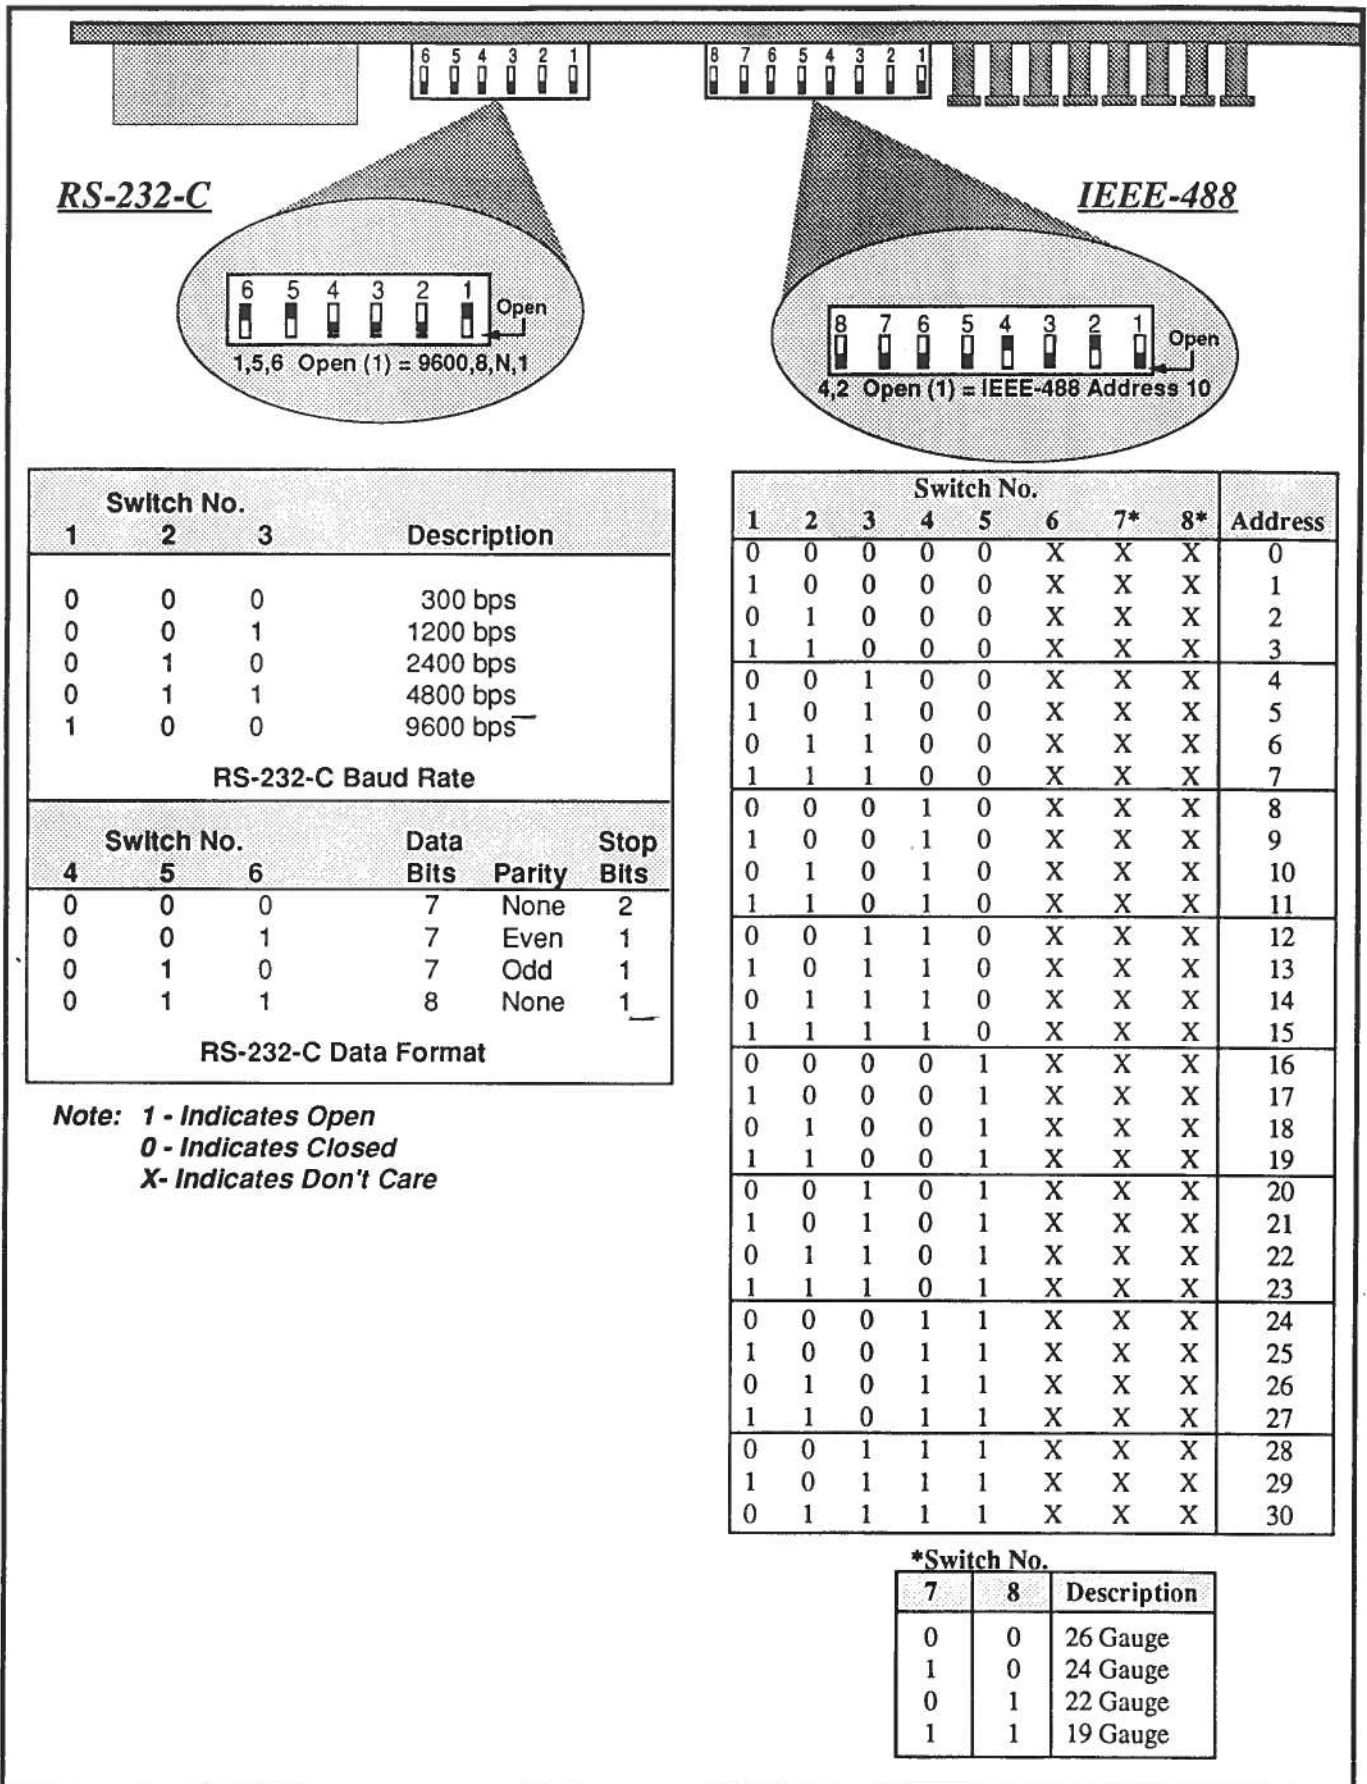 6 5 4 3 2 1
8 7 6 5 4 3 2 1
RS-232-C
IEEE-488
6 5 4 3 2 1
Open
1,5,6 Open (1) = 9600,8,N,1
8 7 6 5 4 3 2 1
Open
4,2 Open (1) = IEEE-488 Address 10
Switch No.
1 2 3 Description
0 0 0 300 bps
0 0 1 1200 bps
0 1 0 2400 bps
0 1 1 4800 bps
1 0 0 9600 bps
RS-232-C Baud Rate
Switch No. Data Stop
4 5 6 Bits Parity Bits
0 0 0 7 None 2
0 0 1 7 Even 1
0 1 0 7 Odd 1
0 1 1 8 None 1
RS-232-C Data Format
Note: 1 - Indicates Open
0 - Indicates Closed
X- Indicates Don't Care
Switch No.
1 2 3 4 5 6 7* 8* Address
0 0 0 0 0 X X X 0
1 0 0 0 0 X X X 1
0 1 0 0 0 X X X 2
1 1 0 0 0 X X X 3
0 0 1 0 0 X X X 4
1 0 1 0 0 X X X 5
0 1 1 0 0 X X X 6
1 1 1 0 0 X X X 7
0 0 0 1 0 X X X 8
1 0 0 1 0 X X X 9
0 1 0 1 0 X X X 10
1 1 0 1 0 X X X 11
0 0 1 1 0 X X X 12
1 0 1 1 0 X X X 13
0 1 1 1 0 X X X 14
1 1 1 1 0 X X X 15
0 0 0 0 1 X X X 16
1 0 0 0 1 X X X 17
0 1 0 0 1 X X X 18
1 1 0 0 1 X X X 19
0 0 1 0 1 X X X 20
1 0 1 0 1 X X X 21
0 1 1 0 1 X X X 22
1 1 1 0 1 X X X 23
0 0 0 1 1 X X X 24
1 0 0 1 1 X X X 25
0 1 0 1 1 X X X 26
1 1 0 1 1 X X X 27
0 0 1 1 1 X X X 28
1 0 1 1 1 X X X 29
0 1 1 1 1 X X X 30
*Switch No.
7 8 Description
0 0 26 Gauge
1 0 24 Gauge
0 1 22 Gauge
1 1 19 Gauge